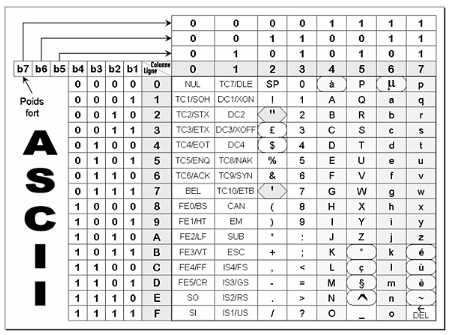 0 0 0 0 1 1 1 1
0 0 1 1 0 0 1 1
0 1 0 1 0 1 0 1
b7 b6 b5 b4 b3 b2 b1 Colonne Ligne 0 1 2 3 4 5 6 7
Poids fort
ASCII
0 0 0 0 0 NUL TC7/DLE SP 0 à P µ p
0 0 0 1 1 TC1/SOH DC1/XON ! 1 A Q a q
0 0 1 0 2 TC2/STX DC2 " 2 B R b r
0 0 1 1 3 TC3/ETX DC3/XOFF £ 3 C S c s
0 1 0 0 4 TC4/EOT DC4 $ 4 D T d t
0 1 0 1 5 TC5/ENQ TC8/NAK % 5 E U e u
0 1 1 0 6 TC6/ACK TC9/SYN & 6 F V f v
0 1 1 1 7 BEL TC10/ETB ' 7 G W g w
1 0 0 0 8 FE0/BS CAN ( 8 H X h x
1 0 0 1 9 FE1/HT EM ) 9 I Y i y
1 0 1 0 A FE2/LF SUB * : J Z j z
1 0 1 1 B FE3/VT ESC + ; K ° k é
1 1 0 0 C FE4/FF IS4/FS , < L ç l ù
1 1 0 1 D FE5/CR IS3/GS - = M § m è
1 1 1 0 E SO IS2/RS . > N ^ n ~
1 1 1 1 F SI IS1/US / ? O _ o DEL